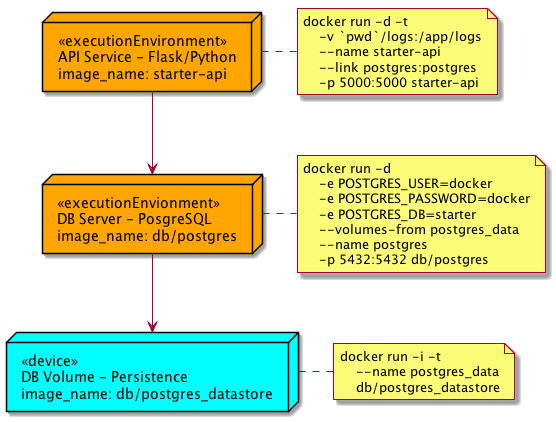 «executionEnvironment»
API Service – Flask/Python
image_name: starter-api
docker run -d -t
-v `pwd`/logs:/app/logs
--name starter-api
--link postgres:postgres
-p 5000:5000 starter-api
«executionEnvionment»
DB Server – PosgreSQL
image_name: db/postgres
docker run -d
-e POSTGRES_USER=docker
-e POSTGRES_PASSWORD=docker
-e POSTGRES_DB=starter
--volumes-from postgres_data
--name postgres
-p 5432:5432 db/postgres
«device»
DB Volume – Persistence
image_name: db/postgres_datastore
docker run -i -t
--name postgres_data
db/postgres_datastore